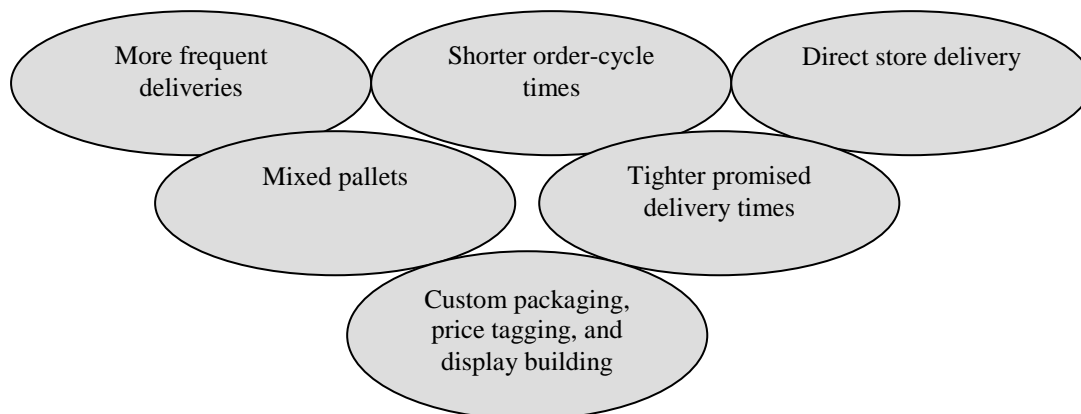 More frequent
deliveries
Shorter order-cycle
times
Direct store delivery
Mixed pallets
Tighter promised
delivery times
Custom packaging,
price tagging, and
display building